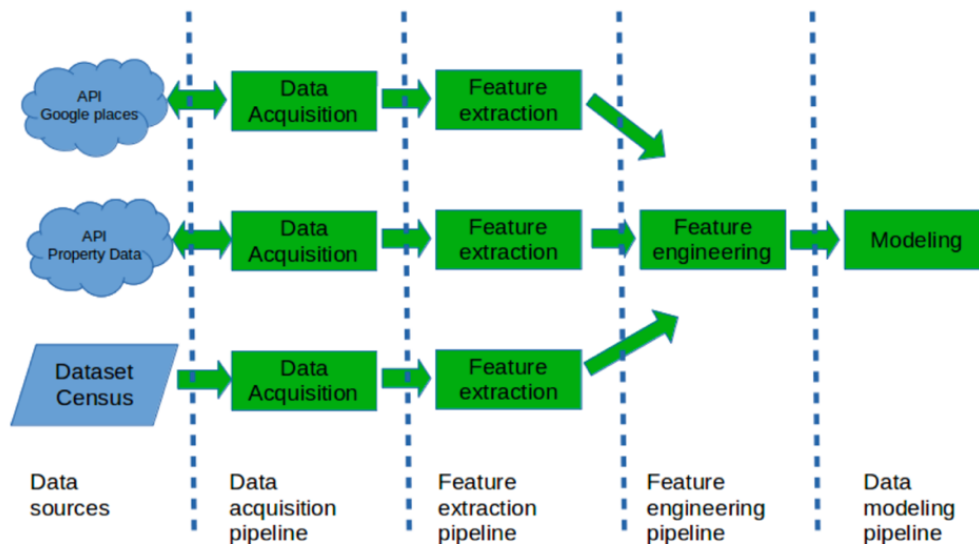 API
Google places
Data
Acquisition
Feature
extraction
API
Property Data
Data
Acquisition
Feature
extraction
Feature
engineering
Modeling
Dataset
Census
Data
Acquisition
Feature
extraction
Data
sources
Data
acquisition
pipeline
Feature
extraction
pipeline
Feature
engineering
pipeline
Data
modeling
pipeline